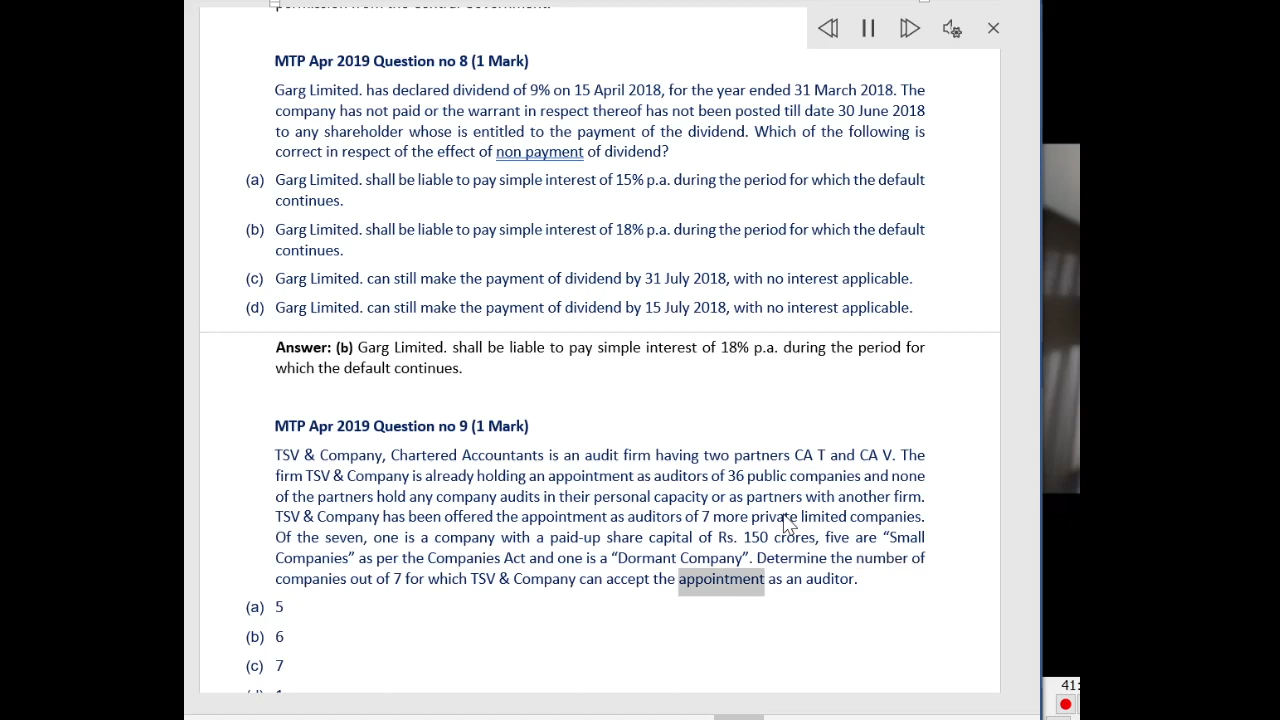 permission from the Central Government.
MTP Apr 2019 Question no 8 (1 Mark)
Garg Limited. has declared dividend of 9% on 15 April 2018, for the year ended 31 March 2018. The
company has not paid or the warrant in respect thereof has not been posted till date 30 June 2018
to any shareholder whose is entitled to the payment of the dividend. Which of the following is
correct in respect of the effect of non payment of dividend?
(a) Garg Limited. shall be liable to pay simple interest of 15% p.a. during the period for which the default
continues.
(b) Garg Limited. shall be liable to pay simple interest of 18% p.a. during the period for which the default
continues.
(c) Garg Limited. can still make the payment of dividend by 31 July 2018, with no interest applicable.
(d) Garg Limited. can still make the payment of dividend by 15 July 2018, with no interest applicable.
Answer: (b) Garg Limited. shall be liable to pay simple interest of 18% p.a. during the period for
which the default continues.
MTP Apr 2019 Question no 9 (1 Mark)
TSV & Company, Chartered Accountants is an audit firm having two partners CA T and CA V. The
firm TSV & Company is already holding an appointment as auditors of 36 public companies and none
of the partners hold any company audits in their personal capacity or as partners with another firm.
TSV & Company has been offered the appointment as auditors of 7 more private limited companies.
Of the seven, one is a company with a paid-up share capital of Rs. 150 crores, five are “Small
Companies” as per the Companies Act and one is a “Dormant Company”. Determine the number of
companies out of 7 for which TSV & Company can accept the appointment as an auditor.
(a) 5
(b) 6
(c) 7
41: